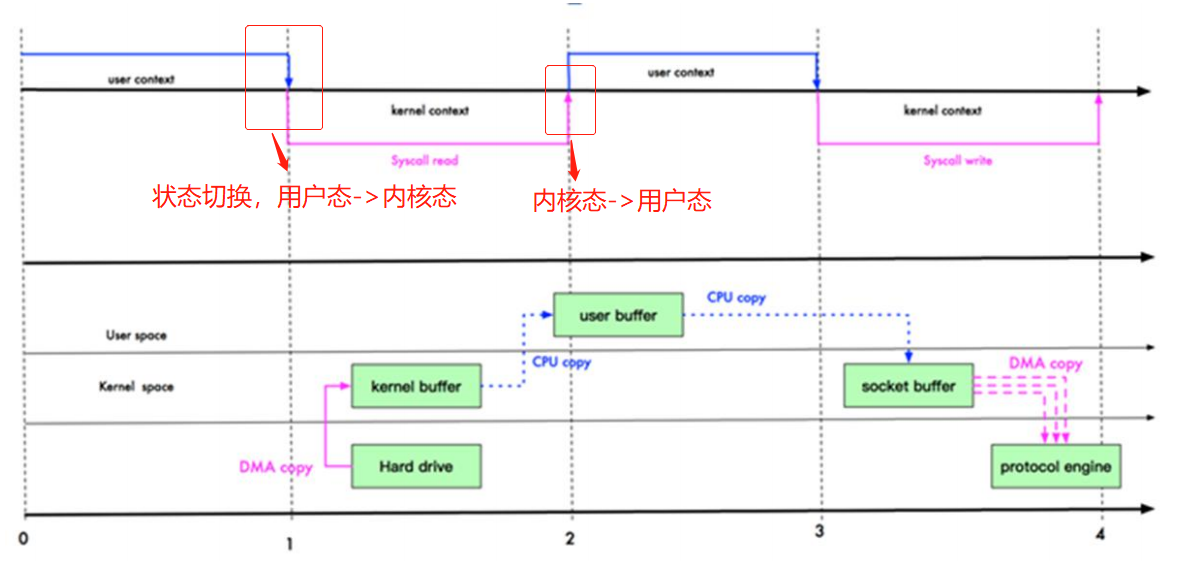 user context
user context
kernel context
kernel context
Syscall read
Syscall write
状态切换，用户态->内核态
内核态->用户态
CPU copy
user buffer
User space
CPU copy
DMA copy
Kernel space
kernel buffer
socket buffer
DMA copy
Hard drive
protocol engine
0
1
2
3
4